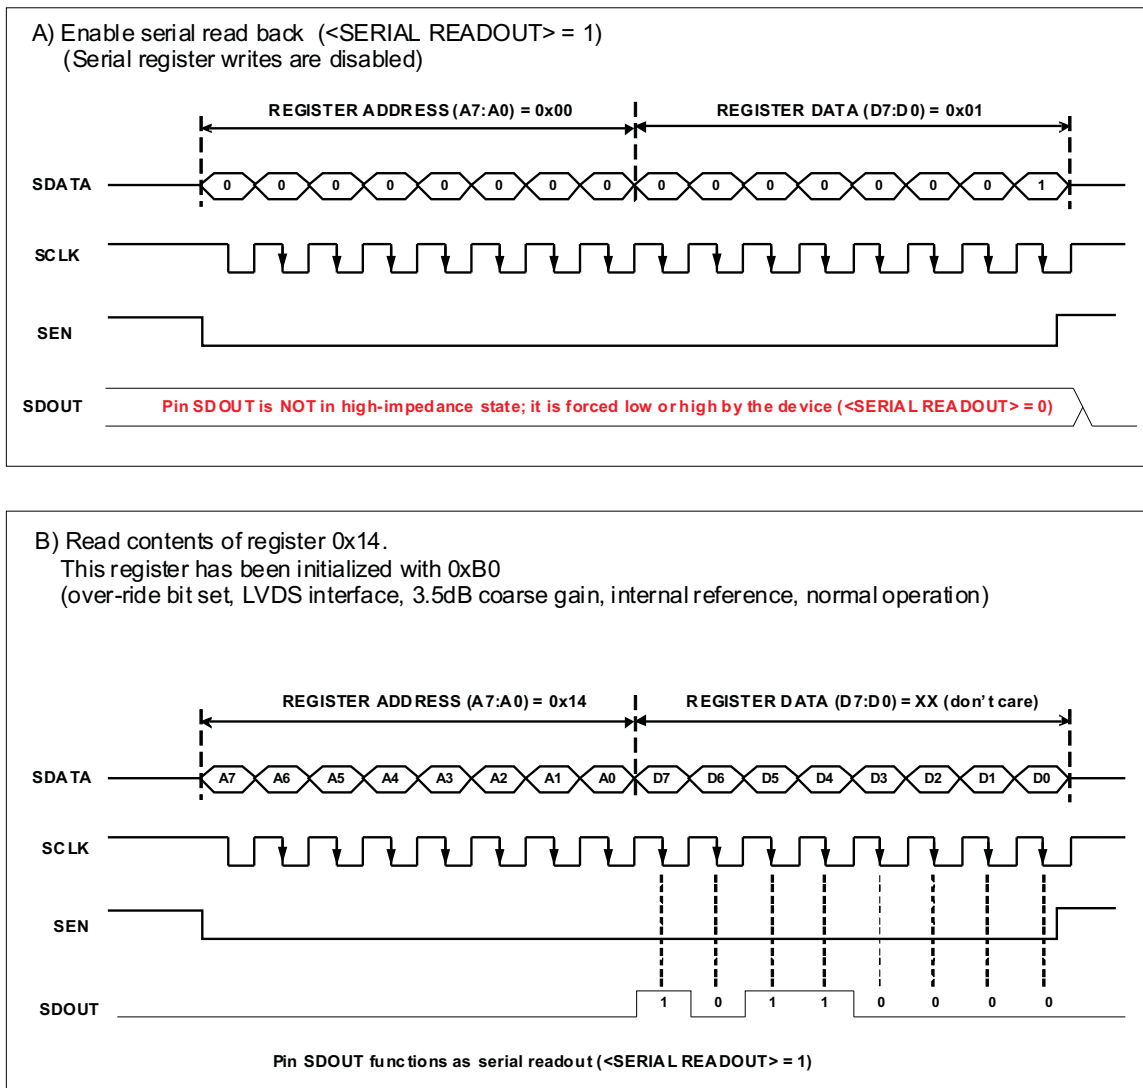 A) Enable serial read back (<SERIAL READOUT> = 1)
(Serial register writes are disabled)
REGISTER ADDRESS (A7:A0) = 0x00 REGISTER DATA (D7:D0) = 0x01
SDATA 0 0 0 0 0 0 0 0 0 0 0 0 0 0 0 1
SCLK
SEN
SDOUT Pin SDOUT is NOT in high-impedance state; it is forced low or high by the device (<SERIAL READOUT> = 0)
B) Read contents of register 0x14.
This register has been initialized with 0xB0
(over-ride bit set, LVDS interface, 3.5dB coarse gain, internal reference, normal operation)
REGISTER ADDRESS (A7:A0) = 0x14 REGISTER DATA (D7:D0) = XX (don't care)
SDATA A7 A6 A5 A4 A3 A2 A1 A0 D7 D6 D5 D4 D3 D2 D1 D0
SCLK
SEN
SDOUT 1 0 1 1 0 0 0 0
Pin SDOUT functions as serial readout (<SERIAL READOUT> = 1)